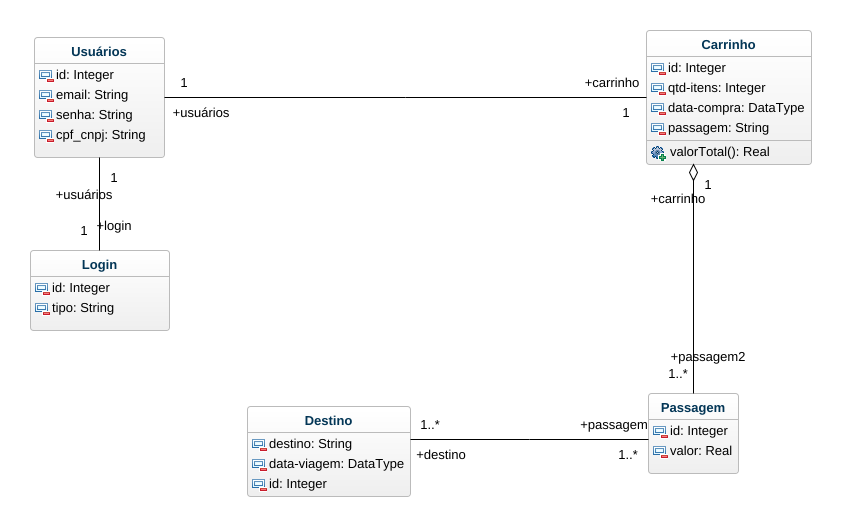 Usuários
id: Integer
email: String
senha: String
cpf_cnpj: String
1
+usuários
+carrinho
1
Carrinho
id: Integer
qtd-itens: Integer
data-compra: DataType
passagem: String
valorTotal(): Real
1
+usuários
1
+login
Login
id: Integer
tipo: String
1
+carrinho
+passagem2
1..*
Passagem
id: Integer
valor: Real
Destino
destino: String
data-viagem: DataType
id: Integer
1..*
+destino
+passagem
1..*